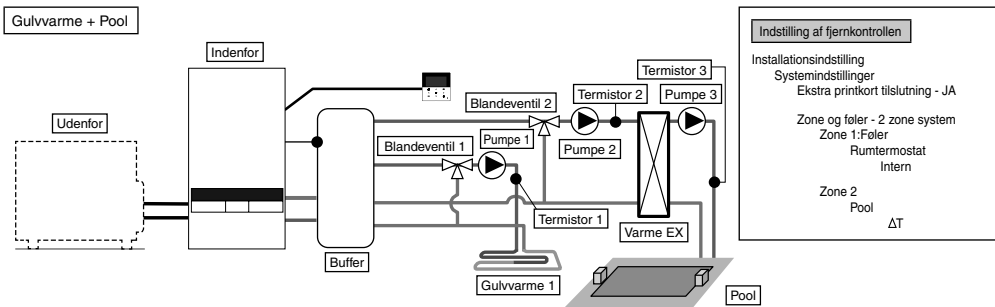 Gulvvarme + Pool
Indenfor
Udenfor
Blandeventil 2
Termistor 2
Termistor 3
Pumpe 3
Blandeventil 1
Pumpe 1
Pumpe 2
Termistor 1
Varme EX
Buffer
Gulvvarme 1
Pool
Indstilling af fjernkontrollen
Installationsindstilling
Systemindstillinger
Ekstra printkort tilslutning - JA
Zone og føler - 2 zone system
Zone 1:Føler
Rumtermostat
Intern
Zone 2
Pool
ΔT